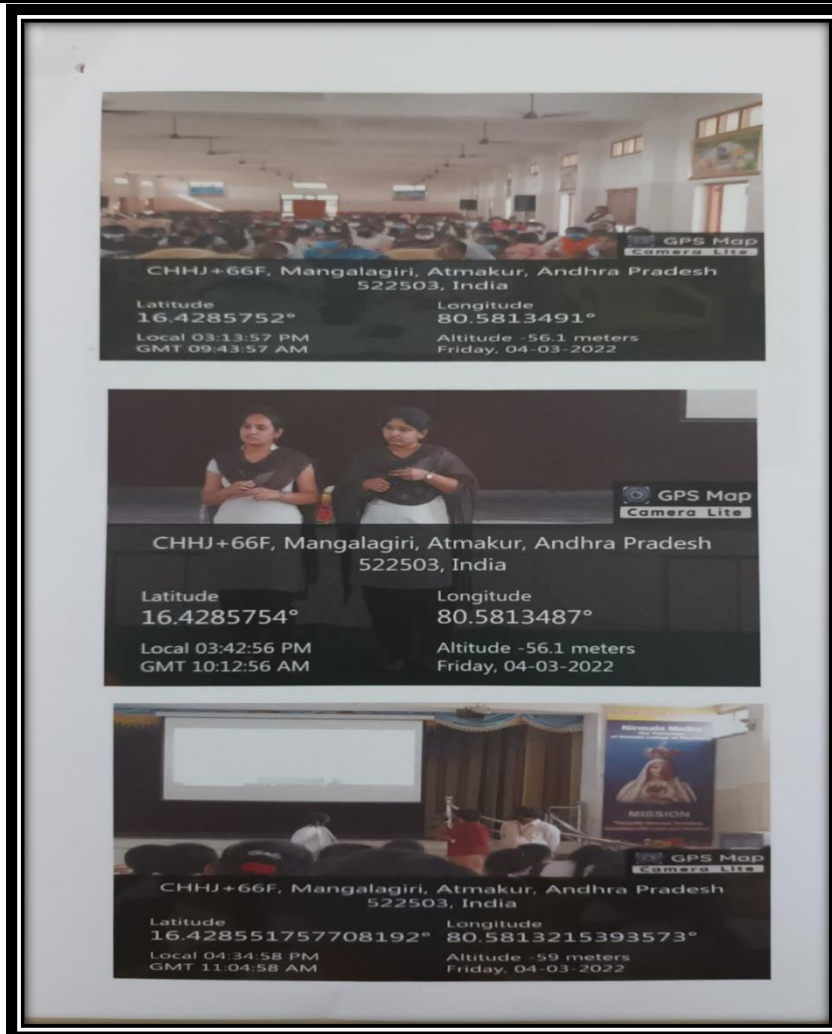 GPS Map
Camera Lite
CHHJ+66F, Mangalagiri, Atmakur, Andhra Pradesh
522503, India
Latitude
16.4285752°
Longitude
80.5813491°
Local 03:13:57 PM
GMT 09:43:57 AM
Altitude -56.1 meters
Friday, 04-03-2022
GPS Map
Camera Lite
CHHJ+66F, Mangalagiri, Atmakur, Andhra Pradesh
522503, India
Latitude
16.4285754°
Longitude
80.5813487°
Local 03:42:56 PM
GMT 10:12:56 AM
Altitude -56.1 meters
Friday, 04-03-2022
Nirmala
MISSION
GPS Map
Camera Lite
CHHJ+66F, Mangalagiri, Atmakur, Andhra Pradesh
522503, India
Latitude
16.428551757708192°
Longitude
80.5813215393573°
Local 04:34:58 PM
GMT 11:04:58 AM
Altitude -59 meters
Friday, 04-03-2022